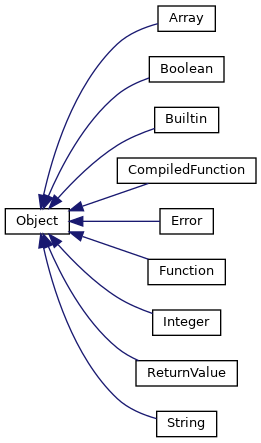 Array
Boolean
Builtin
CompiledFunction
Object
Error
Function
Integer
ReturnValue
String